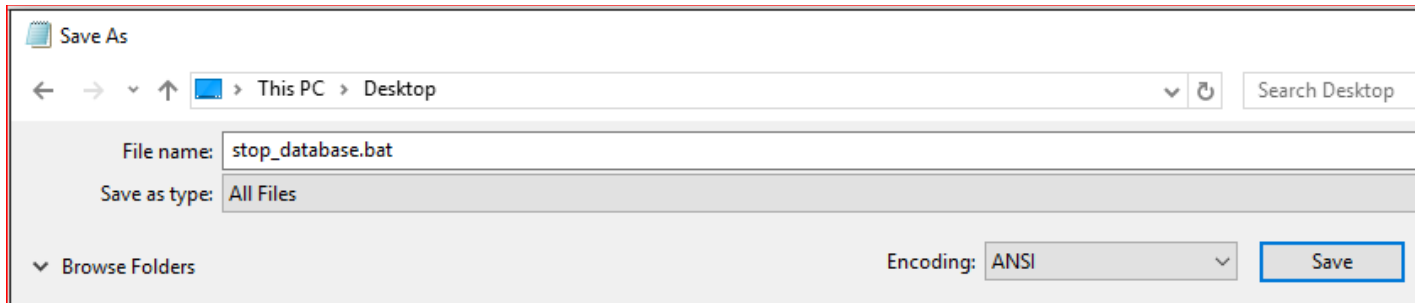 Save As
This PC > Desktop
Search Desktop
File name: stop_database.bat
Save as type: All Files
Browse Folders
Encoding: ANSI
Save